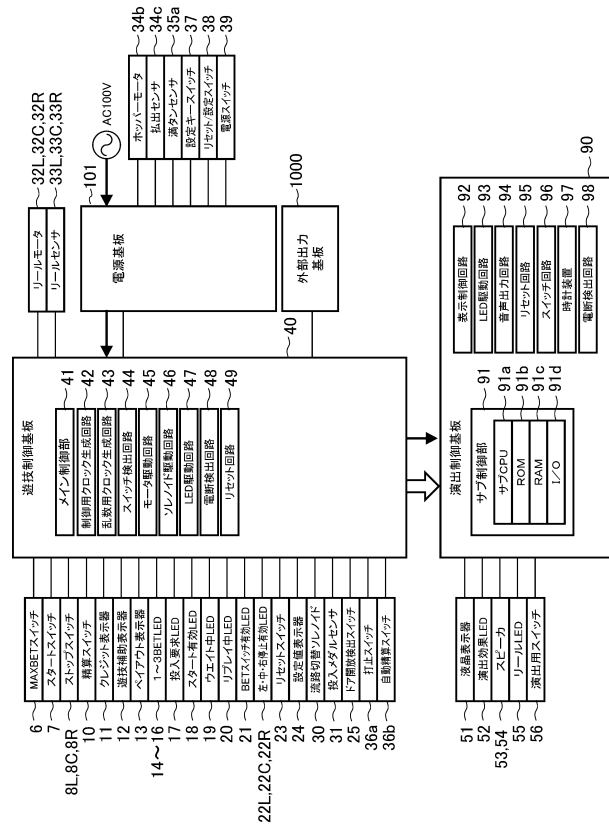 6 MAXBETスイッチ
7 スタートスイッチ
8L,8C,8R ストップスイッチ
10 精算スイッチ
11 クレジット表示器
12 遊技補助表示器
13 ペイアウト表示器
14～16 1～3BETLED
17 投入要求LED
18 スタート有効LED
19 ウエイト中LED
20 リプレイ中LED
21 BETスイッチ有効LED
22L,22C,22R 左・中・右停止有効LED
23 リセットスイッチ
24 設定値表示器
30 流路切替ソレノイド
31 投入メダルセンサ
25 ドア開放検出スイッチ
36a 打止スイッチ
36b 自動精算スイッチ
遊技制御基板
40
メイン制御部 41
制御用クロック生成回路 42
乱数用クロック生成回路 43
スイッチ検出回路 44
モータ駆動回路 45
ソレノイド駆動回路 46
LED駆動回路 47
電断検出回路 48
リセット回路 49
リールモータ 32L,32C,32R
リールセンサ 33L,33C,33R
101
電源基板
AC100V
外部出力
基板
1000
ホッパーモータ 34b
払出センサ 34c
満タンセンサ 35a
設定キースイッチ 37
リセット/設定スイッチ 38
電源スイッチ 39
51 液晶表示器
52 演出効果LED
53,54 スピーカ
55 リールLED
56 演出用スイッチ
演出制御基板
90
91
サブ制御部
サブCPU 91a
ROM 91b
RAM 91c
I/O 91d
表示制御回路 92
LED駆動回路 93
音声出力回路 94
リセット回路 95
スイッチ回路 96
時計装置 97
電断検出回路 98